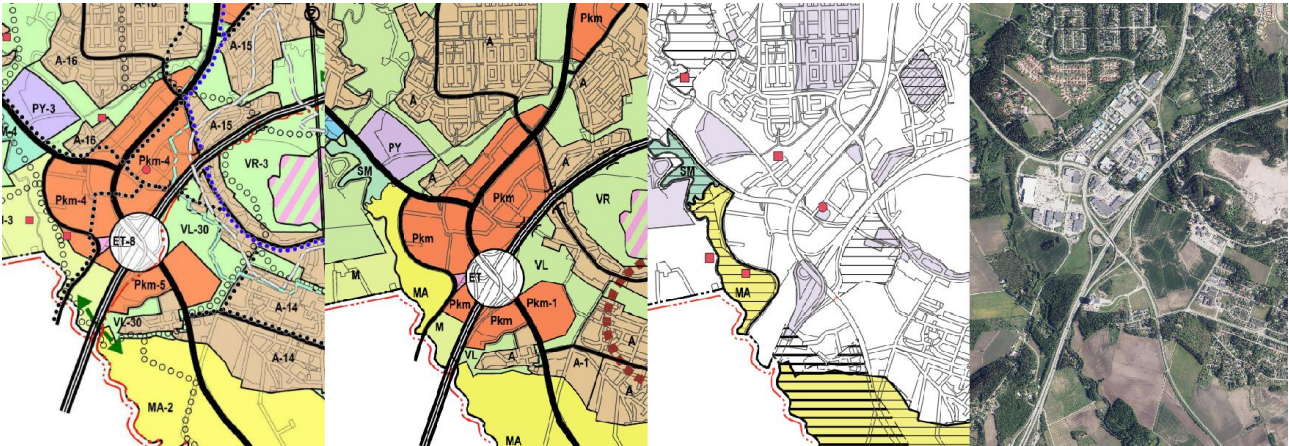 A-15
A-16
A-15
PY-3
A-16
A-15
Pkm-4
VR-3
Pkm-4
ET-8
VL-30
Pkm-5
A-14
VL-30
A-14
MA-2
Pkm
A
A
PY
SM
A
A
Pkm
VR
Pkm
M
VL
ET
MA
Pkm
Pkm-1
Pkm
M
VL
A
A-1
A
A
MA
SM
MA